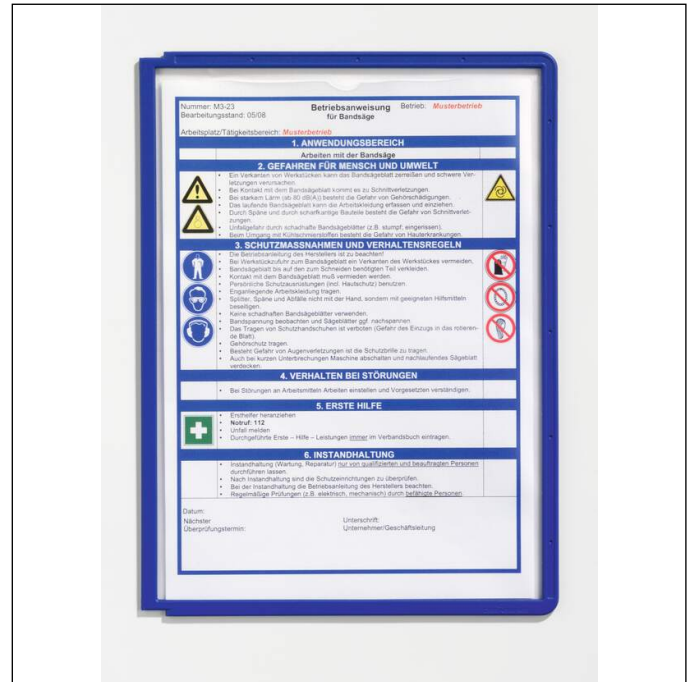 Nummer: M3-23
Betriebsanweisung
Betrieb: Musterbetrieb
Bearbeitungsstand: 05/08
für Bandsäge
Arbeitsplatz/Tätigkeitsbereich: Musterbetrieb
1. ANWENDUNGSBEREICH
Arbeiten mit der Bandsäge
2. GEFAHREN FÜR MENSCH UND UMWELT
• Ein Verkanten von Werkstücken kann das Bandsägeblatt zerreißen und schwere Ver-
letzungen verursachen.
• Bei Kontakt mit dem Bandsägeblatt kommt es zu Schnittverletzungen.
• Bei starkem Lärm (ab 80 dB(A)) besteht die Gefahr von Gehörschädigungen.
• Das laufende Bandsägeblatt kann die Arbeitskleidung erfassen und einziehen.
• Durch Späne und durch scharfkantige Bauteile besteht die Gefahr von Schnittverlet-
zungen.
• Unfallgefahr durch schadhafte Bandsägeblätter (z.B. stumpf, eingerissen).
• Beim Umgang mit Kühlschmierstoffen besteht die Gefahr von Hauterkrankungen.
3. SCHUTZMASSNAHMEN UND VERHALTENSREGELN
• Die Betriebsanleitung des Herstellers ist zu beachten!
• Bei Werkstückzufuhr zum Bandsägeblatt ein Verkanten des Werkstückes vermeiden.
• Bandsägeblatt bis auf den zum Schneiden benötigten Teil verkleiden.
• Kontakt mit dem Bandsägeblatt muß vermieden werden.
• Persönliche Schutzausrüstungen (incl. Hautschutz) benutzen.
• Enganliegende Arbeitskleidung tragen.
• Splitter, Späne und Abfälle nicht mit der Hand, sondern mit geeigneten Hilfsmitteln
beseitigen.
• Keine schadhaften Bandsägeblätter verwenden.
• Bandspannung beobachten und Sägeblätter ggf. nachspannen
• Das Tragen von Schutzhandschuhen ist verboten (Gefahr des Einzugs in das rotieren-
de Blatt).
• Gehörschutz tragen.
• Besteht Gefahr von Augenverletzungen ist die Schutzbrille zu tragen.
• Auch bei kurzen Unterbrechungen Maschine abschalten und nachlaufendes Sägeblatt
verdecken.
4. VERHALTEN BEI STÖRUNGEN
• Bei Störungen an Arbeitsmitteln Arbeiten einstellen und Vorgesetzten verständigen.
5. ERSTE HILFE
• Ersthelfer heranziehen
• Notruf: 112
• Unfall melden
• Durchgeführte Erste – Hilfe – Leistungen immer im Verbandsbuch eintragen.
6. INSTANDHALTUNG
• Instandhaltung (Wartung, Reparatur) nur von qualifizierten und beauftragten Personen
durchführen lassen.
• Nach Instandhaltung sind die Schutzeinrichtungen zu überprüfen.
• Bei der Instandhaltung die Betriebsanleitung des Herstellers beachten.
• Regelmäßige Prüfungen (z.B. elektrisch, mechanisch) durch befähigte Personen.
Datum:
Nächster
Unterschrift:
Überprüfungstermin:
Unternehmer/Geschäftsleitung